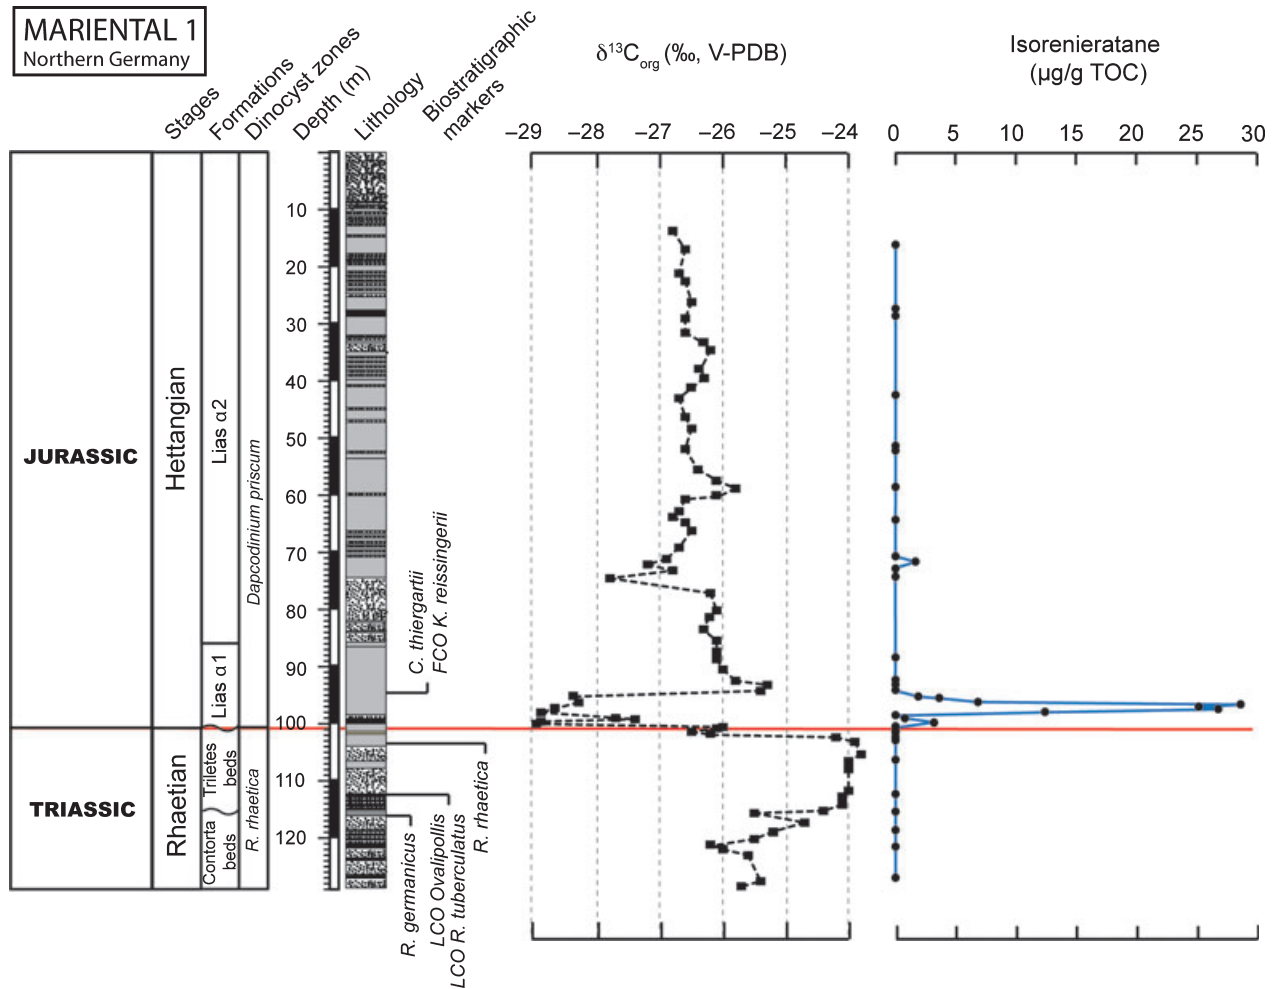 MARIENTAL 1
Northern Germany
Stages
Formations
Dinocyst zones
Depth (m)
Lithology
Biostratigraphic
markers
δ¹³Corg (‰, V-PDB)
Isorenieratane
(µg/g TOC)
–29 –28 –27 –26 –25 –24
0 5 10 15 20 25 30
10
20
30
40
50
60
70
80
90
100
110
120
JURASSIC
TRIASSIC
Hettangian
Rhaetian
Lias α2
Lias α1
Triletes
beds
Contorta
beds
Dapcodinium priscum
R. rhaetica
C. thiergartii
FCO K. reissingerii
R. germanicus
LCO Ovalipollis
LCO R. tuberculatus
R. rhaetica